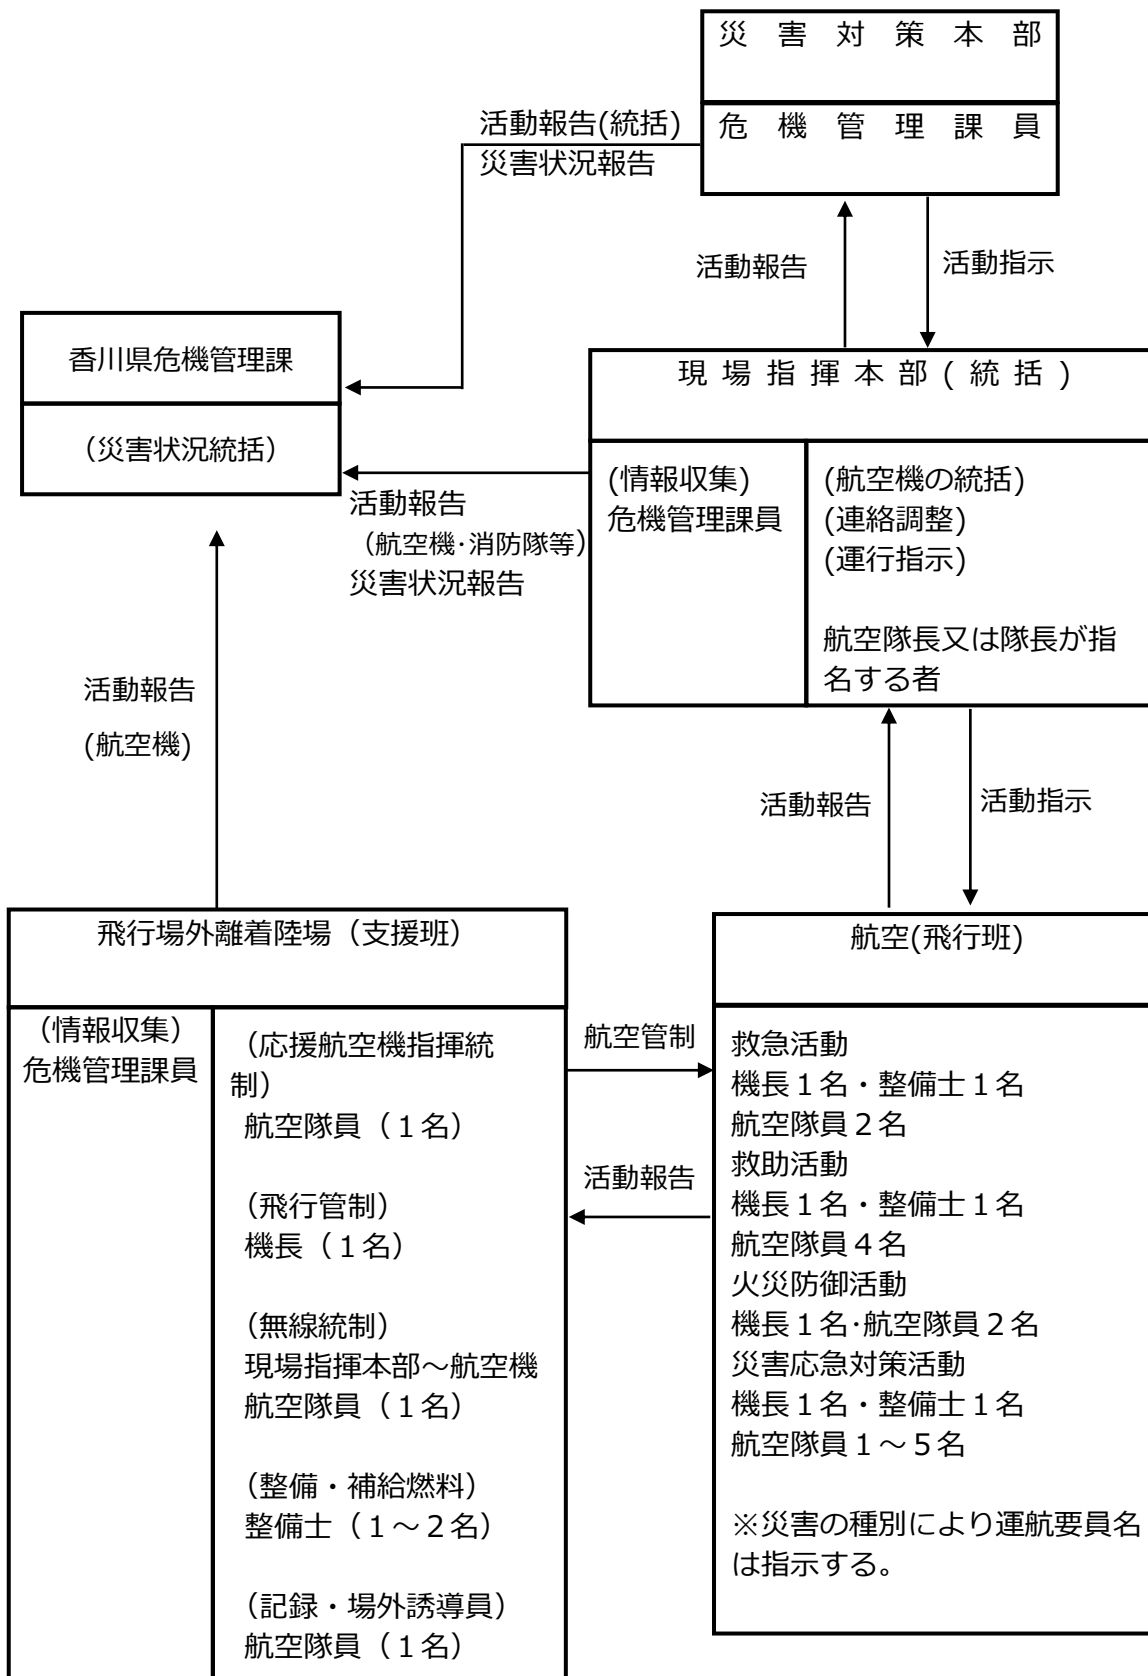 災害対策本部
危機管理課員
活動報告(統括)
災害状況報告
活動報告
活動指示
香川県危機管理課
（災害状況統括）
現場指揮本部(統括)
(情報収集)
危機管理課員
(航空機の統括)
(連絡調整)
(運行指示)
航空隊長又は隊長が指
名する者
活動報告
（航空機･消防隊等）
災害状況報告
活動報告
(航空機)
活動報告
活動指示
飛行場外離着陸場（支援班）
（情報収集）
危機管理課員
（応援航空機指揮統
制）
航空隊員（１名）
（飛行管制）
機長（１名）
（無線統制）
現場指揮本部～航空機
航空隊員（１名）
（整備・補給燃料）
整備士（１～２名）
（記録・場外誘導員）
航空隊員（１名）
航空管制
活動報告
航空(飛行班)
救急活動
機長１名・整備士１名
航空隊員２名
救助活動
機長１名・整備士１名
航空隊員４名
火災防御活動
機長１名･航空隊員２名
災害応急対策活動
機長１名・整備士１名
航空隊員１～５名
※災害の種別により運航要員名
は指示する。